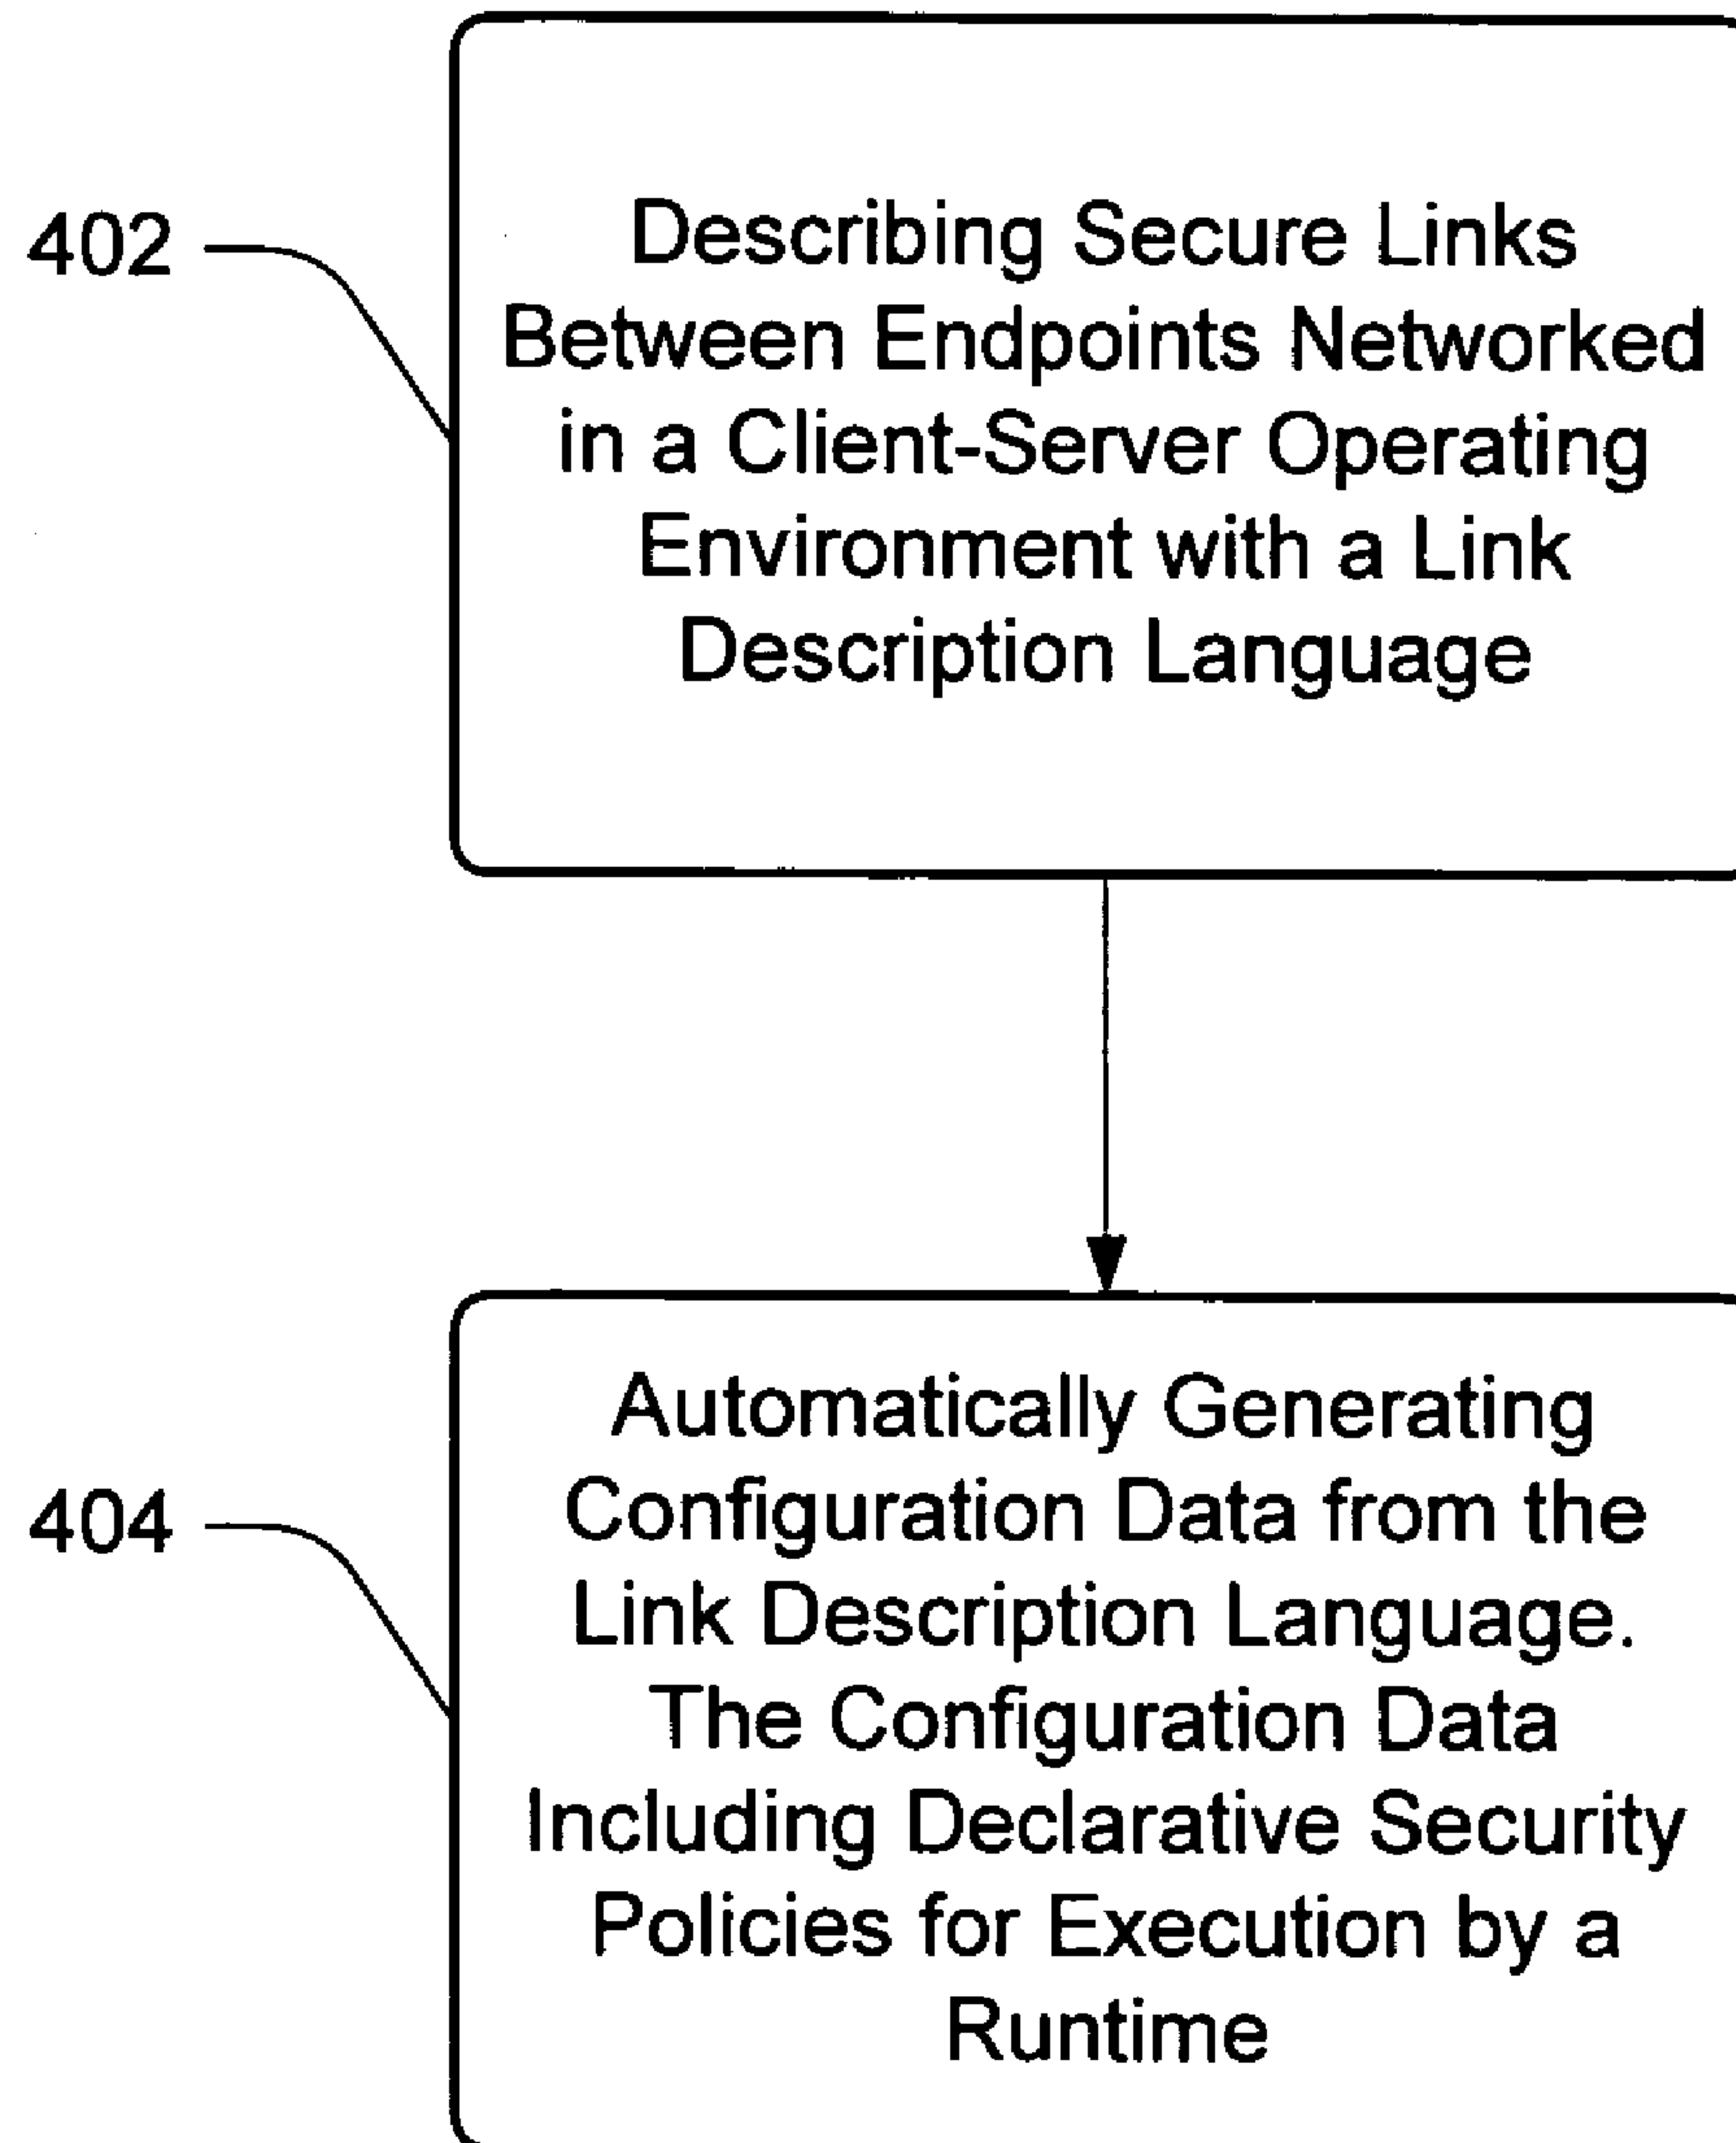 402
Describing Secure Links
Between Endpoints Networked
in a Client-Server Operating
Environment with a Link
Description Language
404
Automatically Generating
Configuration Data from the
Link Description Language.
The Configuration Data
Including Declarative Security
Policies for Execution by a
Runtime